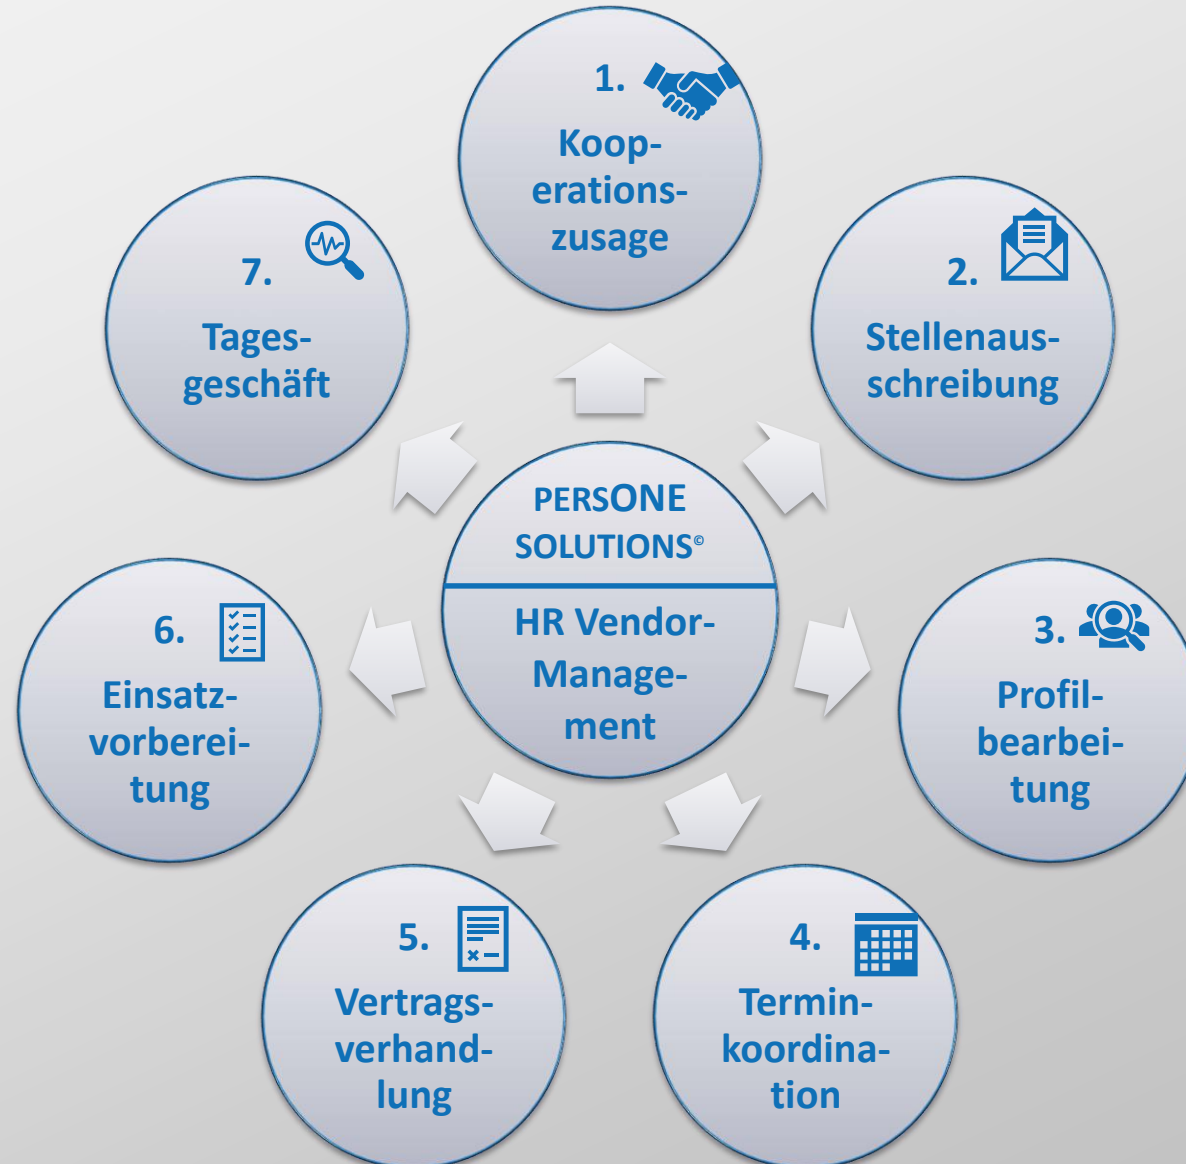 1.
Koop-
erations-
zusage
2.
Stellenaus-
schreibung
3.
Profil-
bearbei-
tung
4.
Termin-
koordina-
tion
5.
Vertrags-
verhand-
lung
6.
Einsatz-
vorberei-
tung
7.
Tages-
geschäft
PERSONE
SOLUTIONS©
HR Vendor-
Manage-
ment